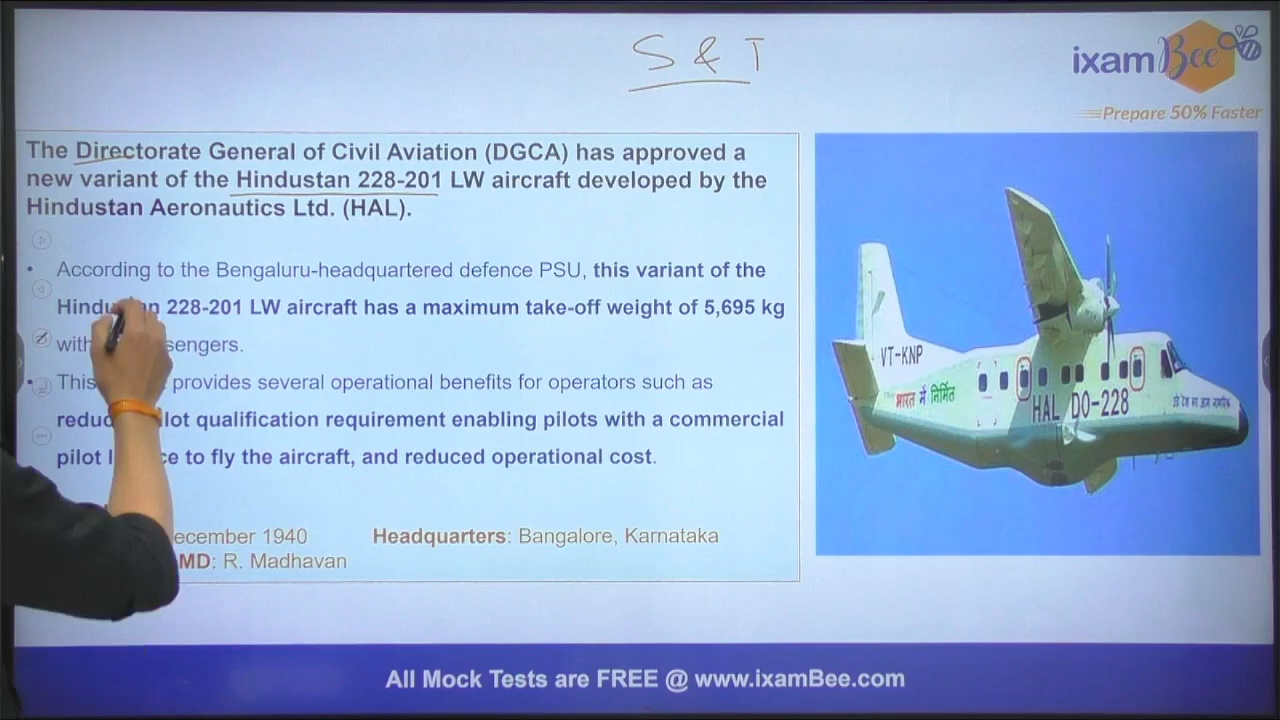 S & T
ixamBee
Prepare 50% Faster
The Directorate General of Civil Aviation (DGCA) has approved a
new variant of the Hindustan 228-201 LW aircraft developed by the
Hindustan Aeronautics Ltd. (HAL).
• According to the Bengaluru-headquartered defence PSU, this variant of the
228-201 LW aircraft has a maximum take-off weight of 5,695 kg
with
This provides several operational benefits for operators such as
qualification requirement enabling pilots with a commercial
pilot to fly the aircraft, and reduced operational cost.
1940 Headquarters: Bangalore, Karnataka
MD: R. Madhavan
VT-KNP
भारत में निर्मित
HAL DO-228
All Mock Tests are FREE @ www.ixamBee.com